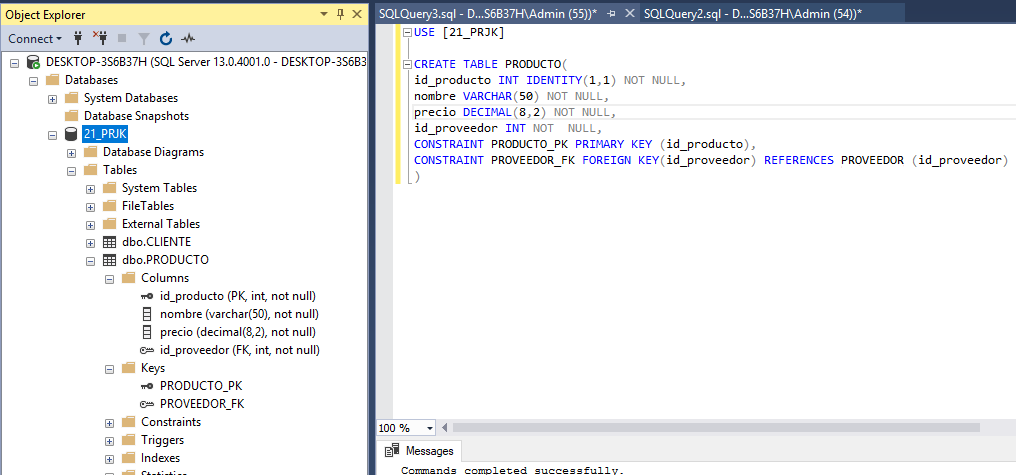 Object Explorer
Connect
DESKTOP-3S6B37H (SQL Server 13.0.4001.0 - DESKTOP-3S6B3
Databases
System Databases
Database Snapshots
21_PRJK
Database Diagrams
Tables
System Tables
FileTables
External Tables
dbo.CLIENTE
dbo.PRODUCTO
Columns
id_producto (PK, int, not null)
nombre (varchar(50), not null)
precio (decimal(8,2), not null)
id_proveedor (FK, int, not null)
Keys
PRODUCTO_PK
PROVEEDOR_FK
Constraints
Triggers
Indexes
Statistics
SQLQuery3.sql - D...S6B37H\Admin (55))*
SQLQuery2.sql - D...S6B37H\Admin (54))*
USE [21_PRJK]
CREATE TABLE PRODUCTO(
id_producto INT IDENTITY(1,1) NOT NULL,
nombre VARCHAR(50) NOT NULL,
precio DECIMAL(8,2) NOT NULL,
id_proveedor INT NOT  NULL,
CONSTRAINT PRODUCTO_PK PRIMARY KEY (id_producto),
CONSTRAINT PROVEEDOR_FK FOREIGN KEY(id_proveedor) REFERENCES PROVEEDOR (id_proveedor)
)
100 %
Messages
Commands completed successfully.